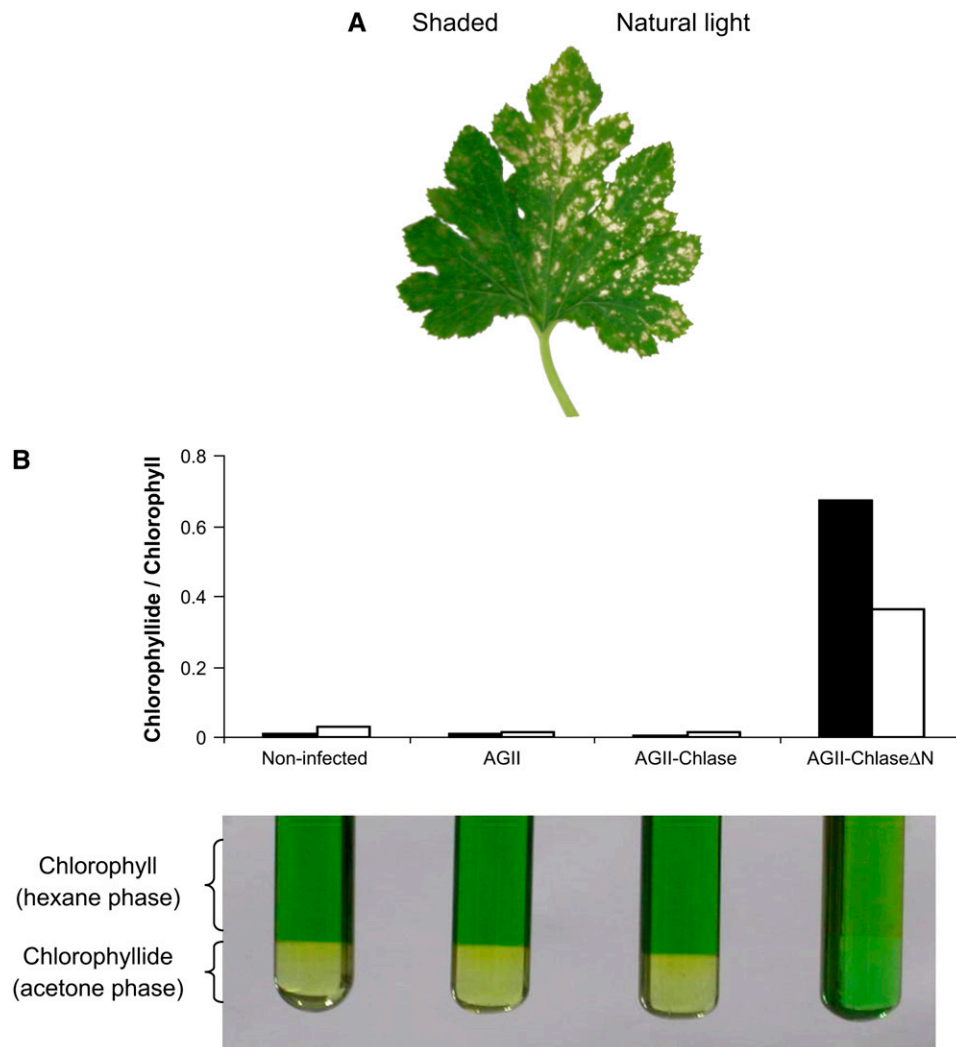 A Shaded Natural light
B
Chlorophyllide / Chlorophyll
0.8
0.6
0.4
0.2
0
Non-infected AGII AGII-Chlase AGII-ChlaseΔN
Chlorophyll
(hexane phase)
Chlorophyllide
(acetone phase)